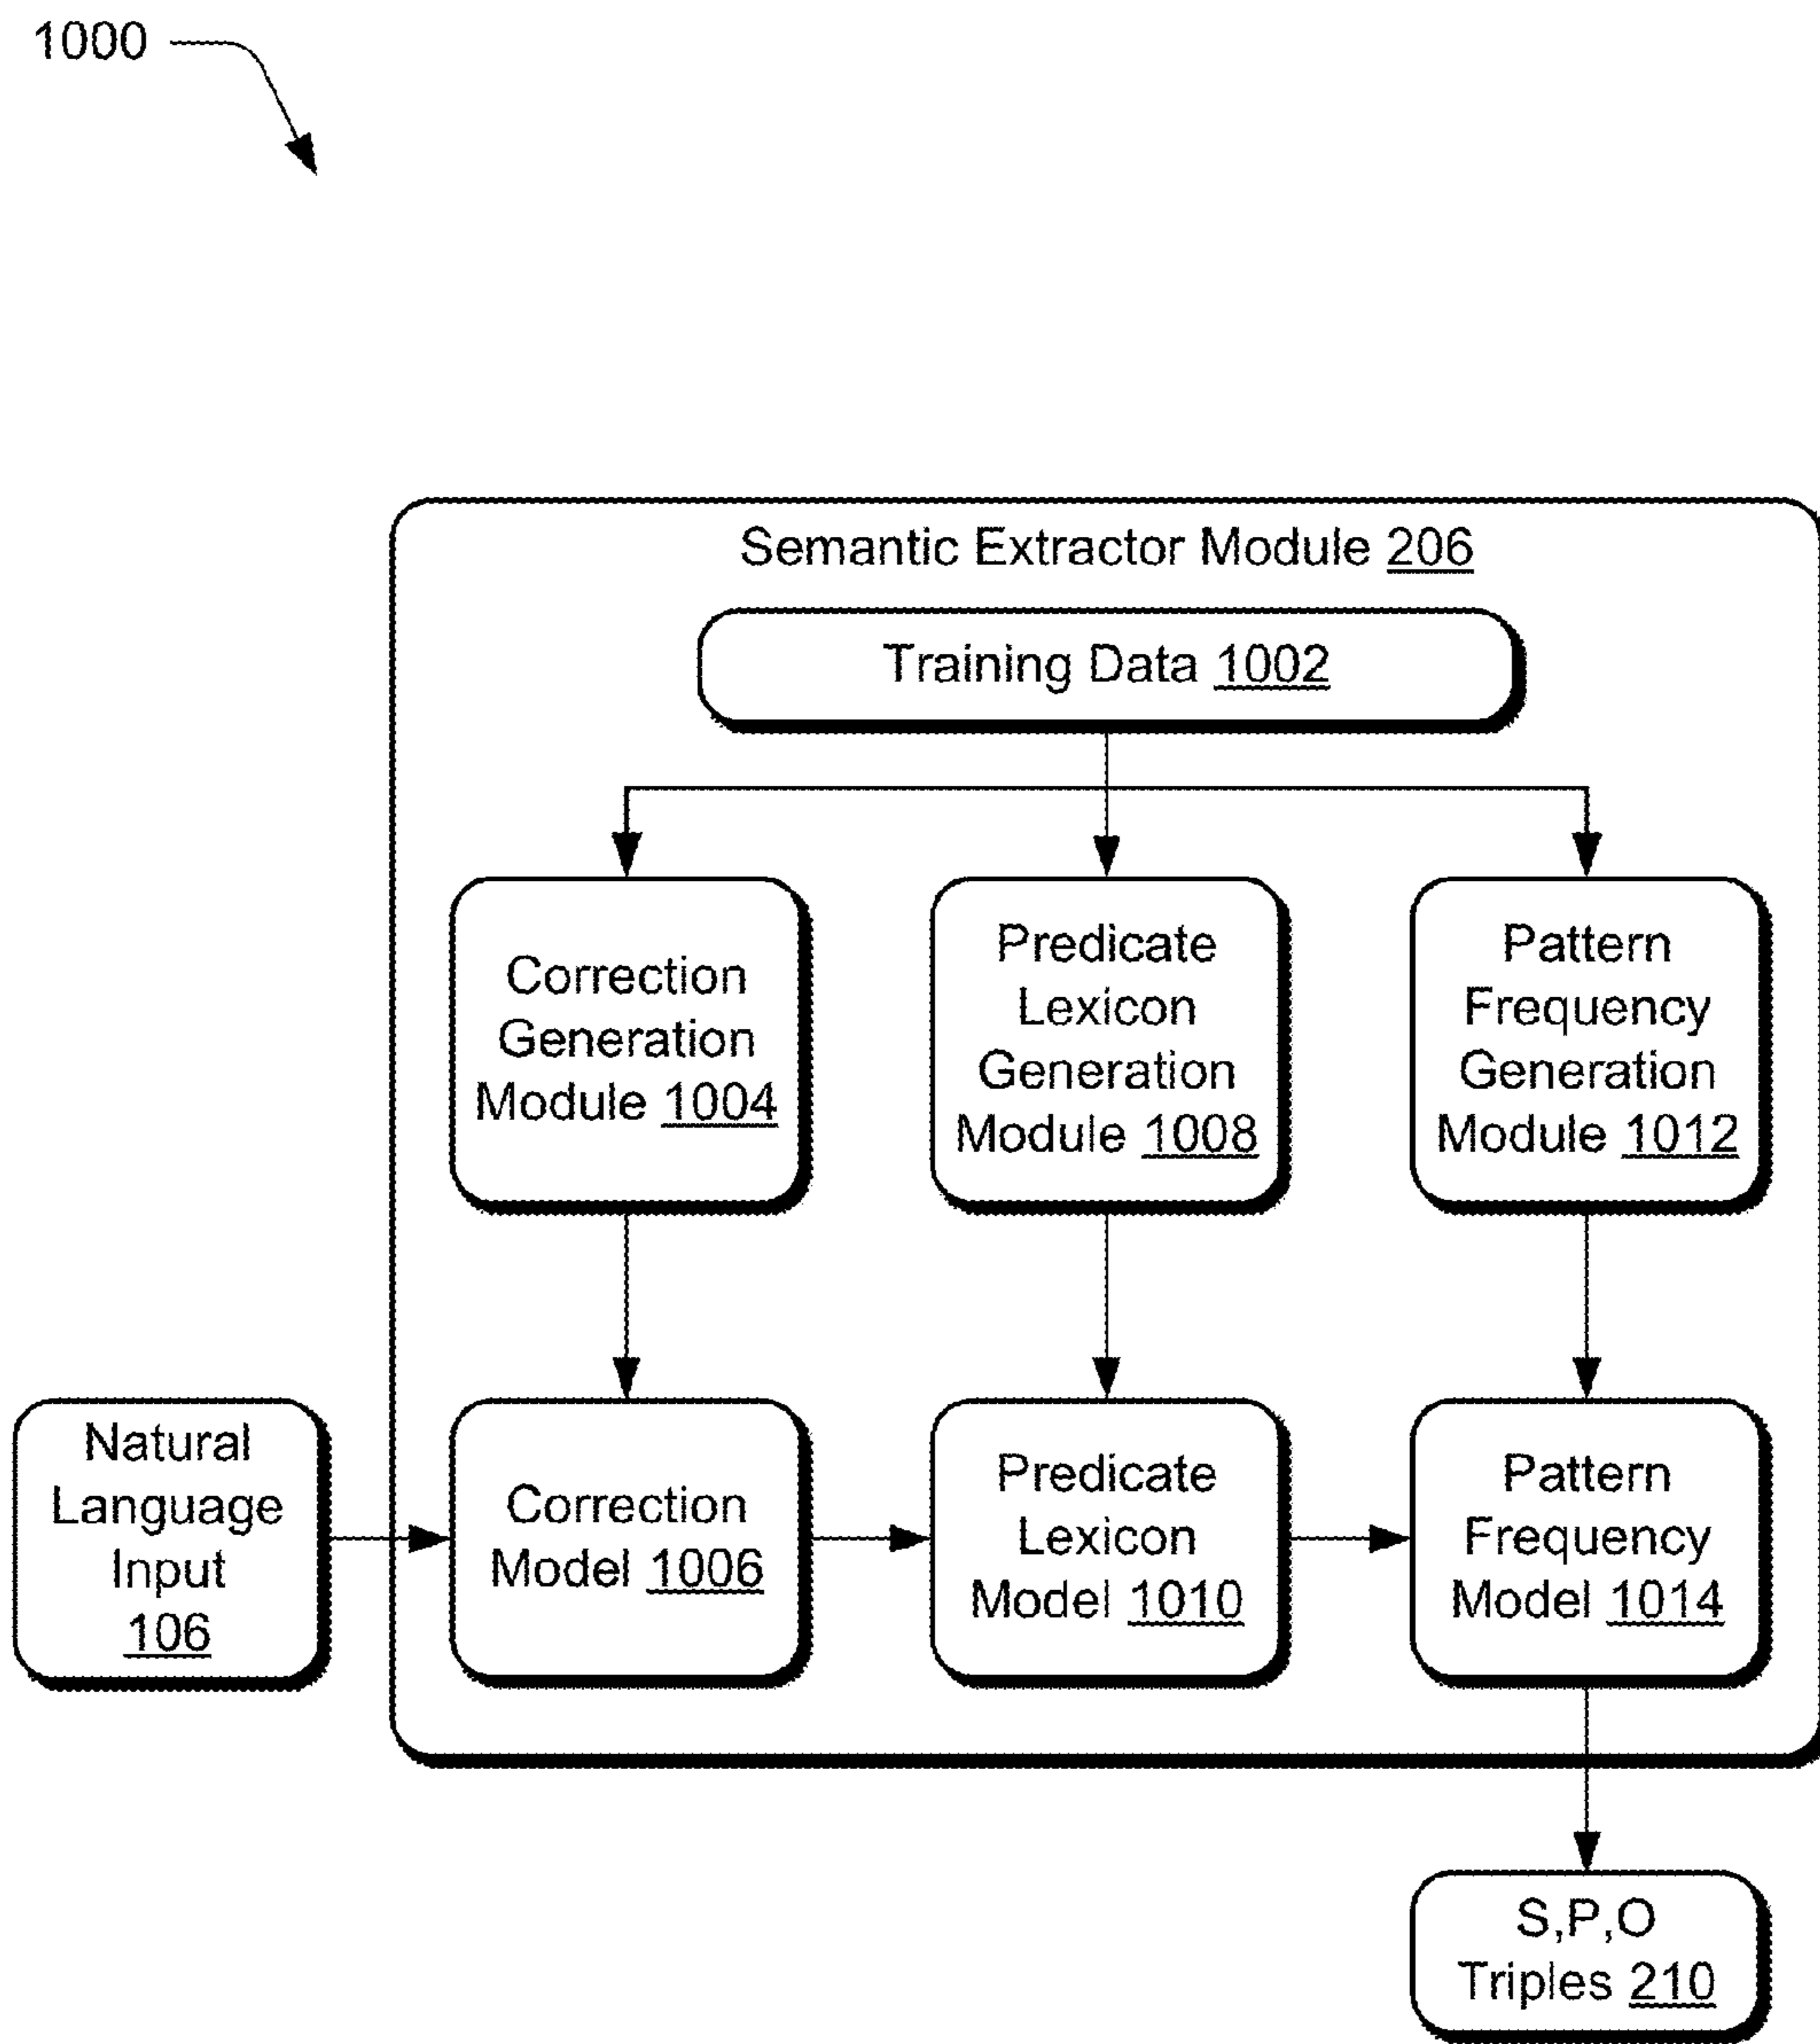 1000
Semantic Extractor Module 206
Training Data 1002
Correction
Generation
Module 1004
Predicate
Lexicon
Generation
Module 1008
Pattern
Frequency
Generation
Module 1012
Natural
Language
Input
106
Correction
Model 1006
Predicate
Lexicon
Model 1010
Pattern
Frequency
Model 1014
S,P,O
Triples 210